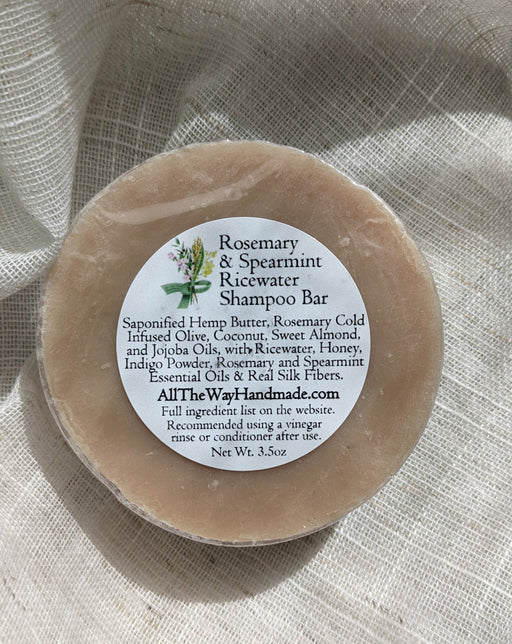 Rosemary
& Spearmint
Ricewater
Shampoo Bar
Saponified Hemp Butter, Rosemary Cold
Infused Olive, Coconut, Sweet Almond,
and Jojoba Oils, with Ricewater, Honey,
Indigo Powder, Rosemary and Spearmint
Essential Oils & Real Silk Fibers.
AllTheWayHandmade.com
Full ingredient list on the website.
Recommended using a vinegar
rinse or conditioner after use.
Net Wt. 3.5oz